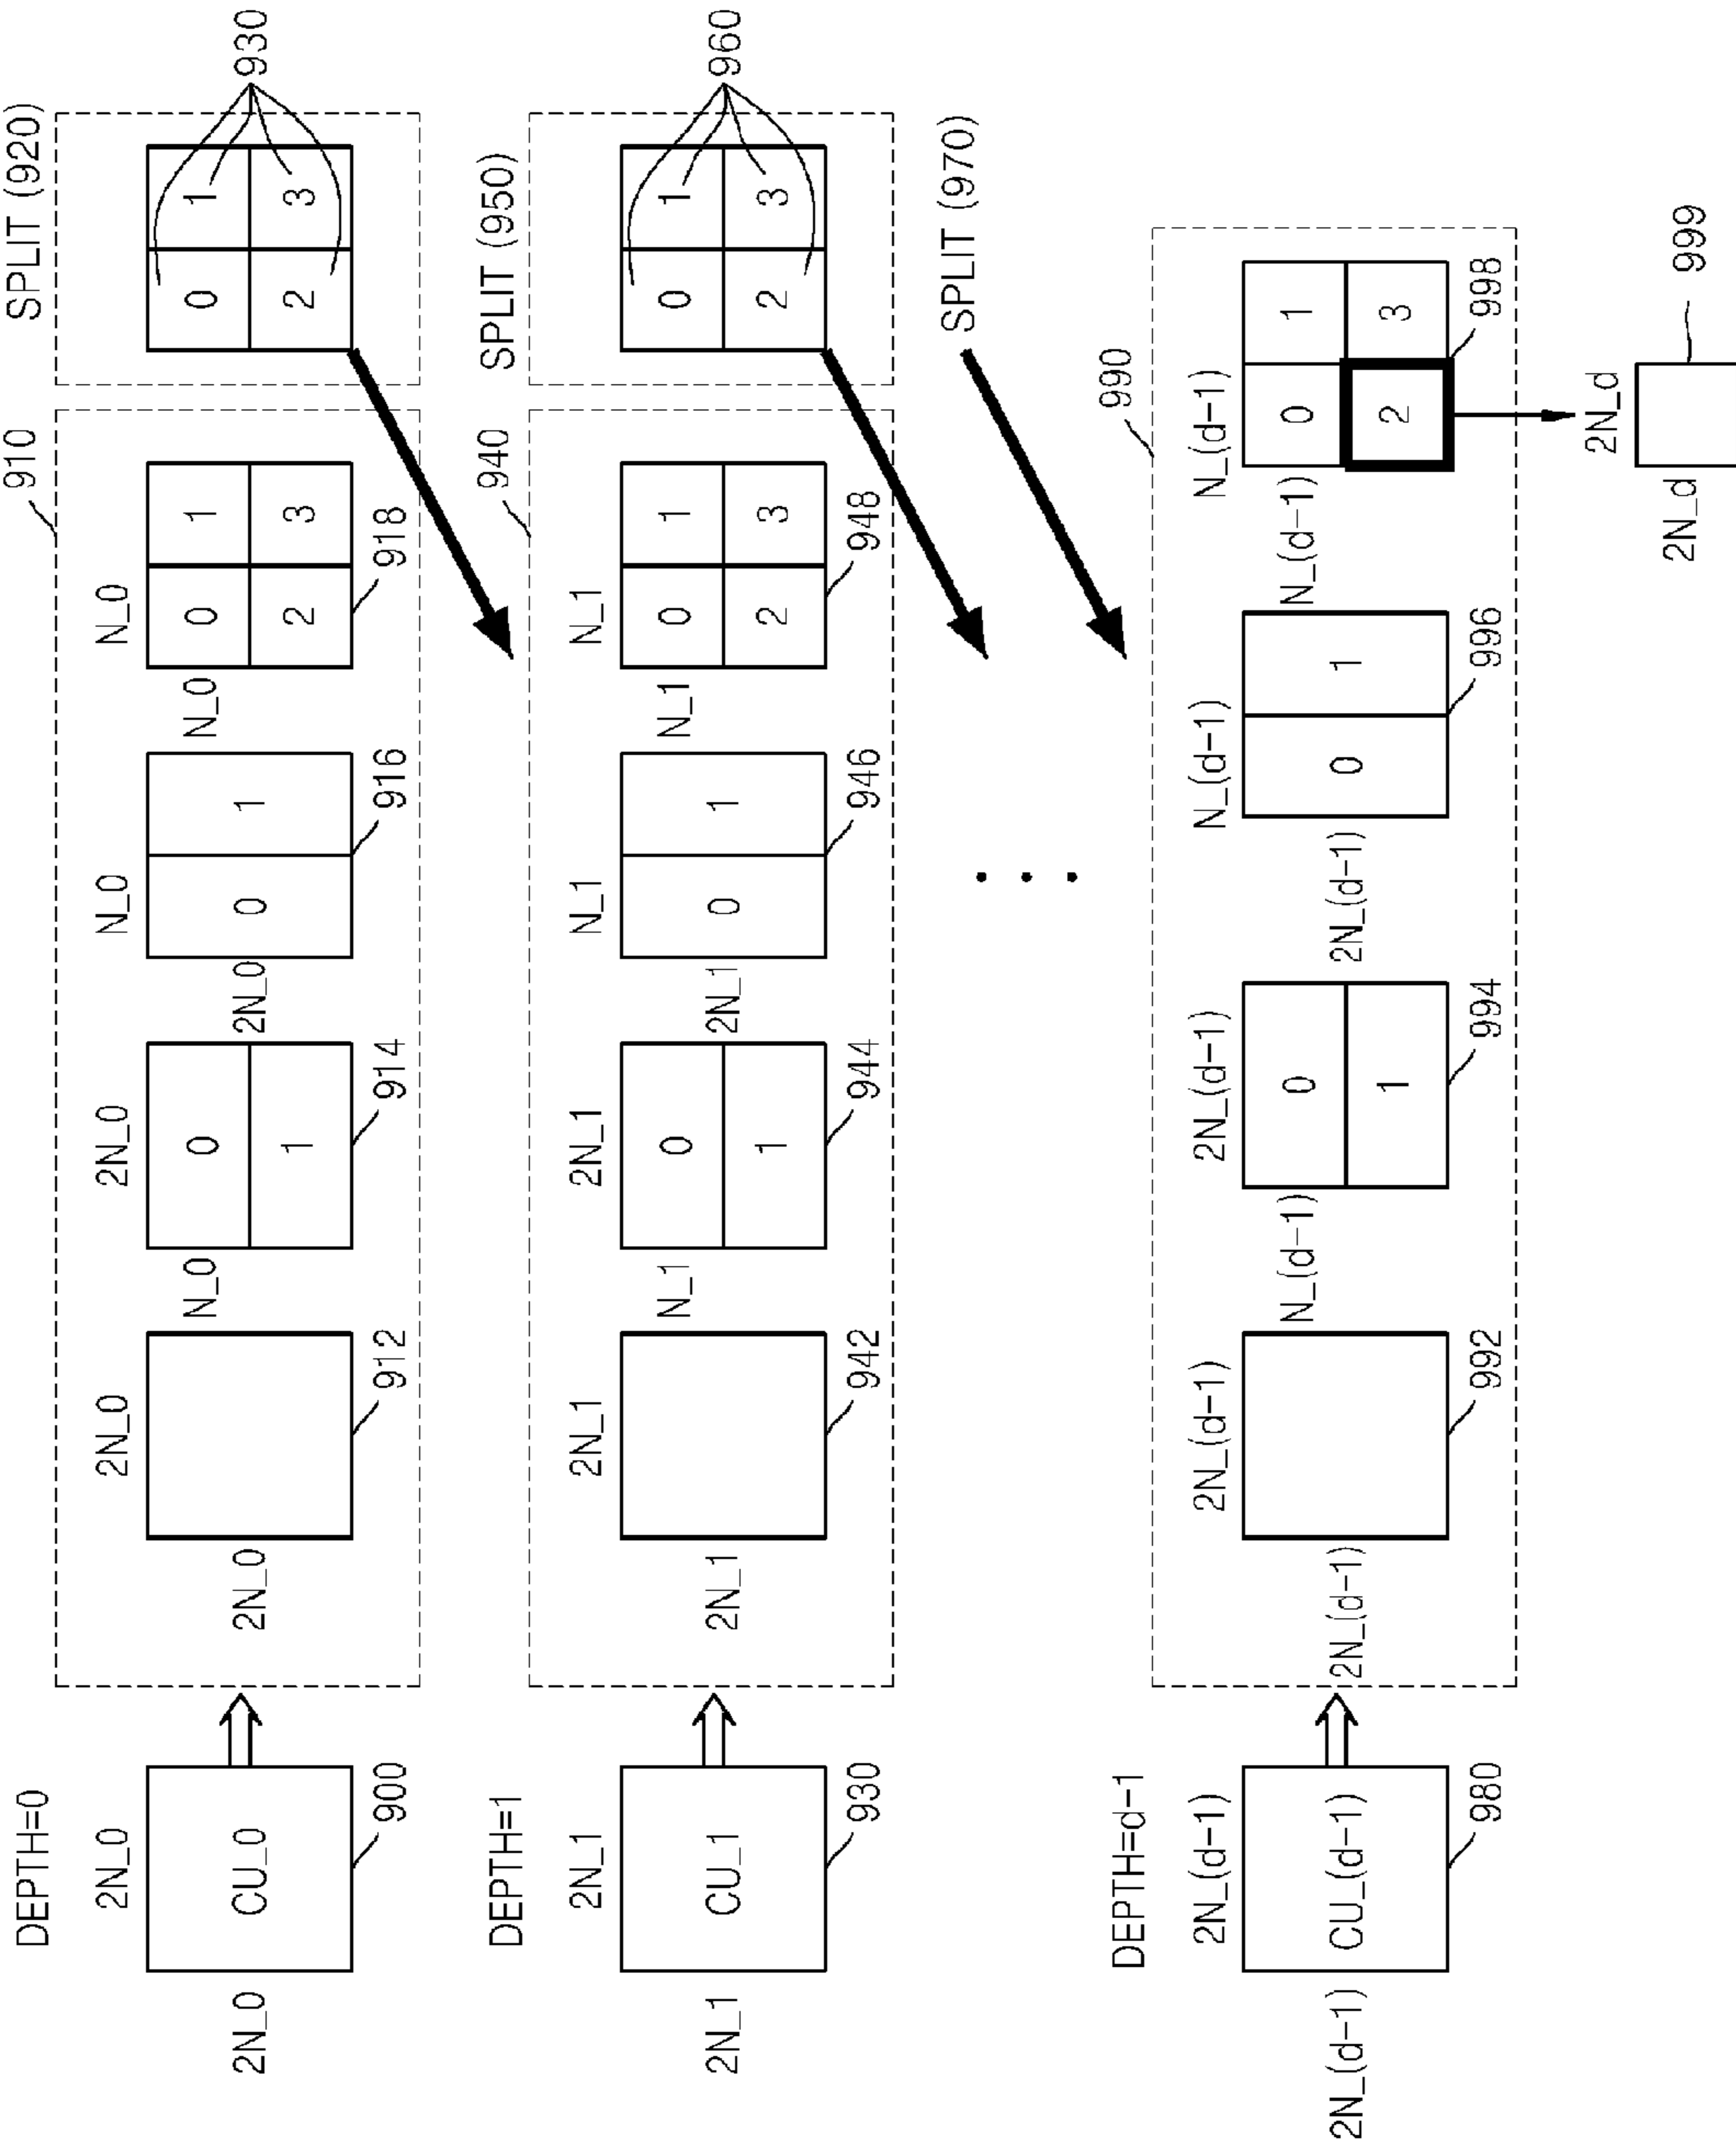 DEPTH=0
2N_0
2N_0
CU_0
900
910
2N_0
2N_0
912
2N_0
N_0
0
1
914
N_0
2N_0
0
1
916
N_0
N_0
0
1
2
3
918
SPLIT (920)
0
1
2
3
930
DEPTH=1
2N_1
2N_1
CU_1
930
940
2N_1
2N_1
942
2N_1
N_1
0
1
944
N_1
2N_1
0
1
946
N_1
N_1
0
1
2
3
948
SPLIT (950)
0
1
2
3
960
SPLIT (970)
DEPTH=d-1
2N_(d-1)
2N_(d-1)
CU_(d-1)
980
990
2N_(d-1)
2N_(d-1)
992
2N_(d-1)
N_(d-1)
0
1
994
N_(d-1)
2N_(d-1)
0
1
996
N_(d-1)
N_(d-1)
0
1
2
3
998
2N_d
2N_d
999